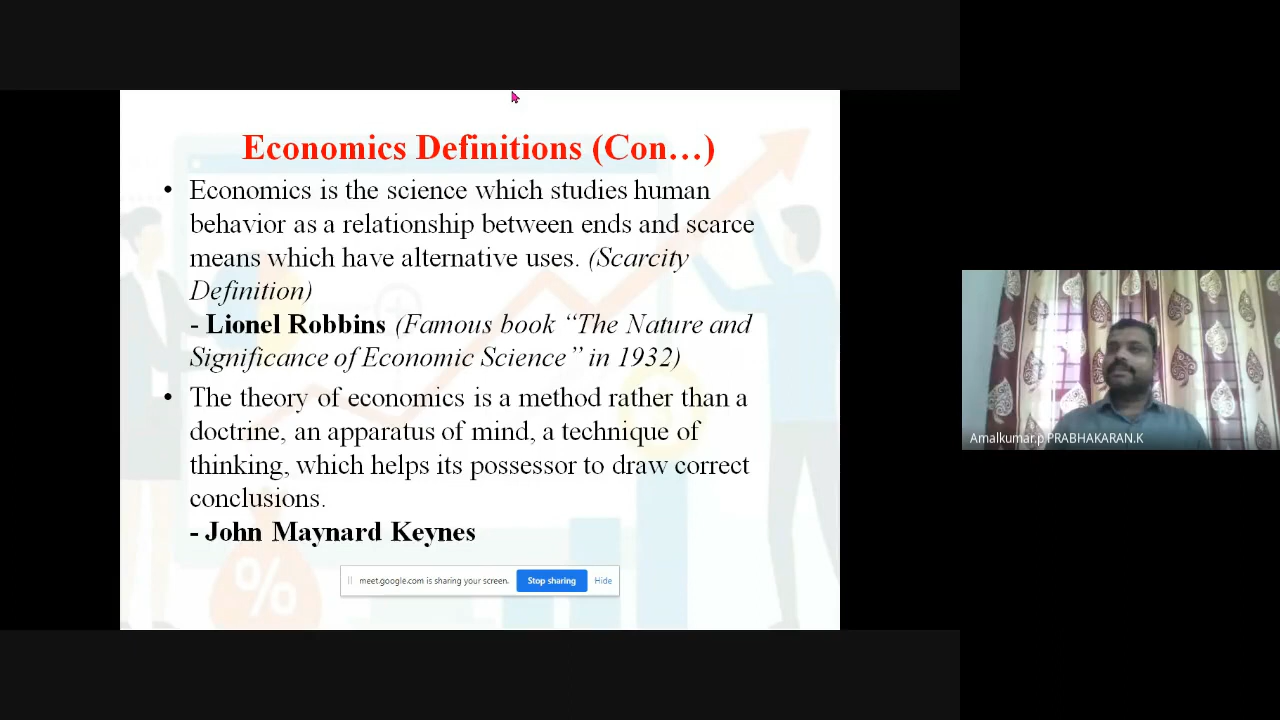 Economics Definitions (Con…)
• Economics is the science which studies human
behavior as a relationship between ends and scarce
means which have alternative uses. (Scarcity
Definition)
- Lionel Robbins (Famous book “The Nature and
Significance of Economic Science” in 1932)
• The theory of economics is a method rather than a
doctrine, an apparatus of mind, a technique of
thinking, which helps its possessor to draw correct
conclusions.
- John Maynard Keynes
%
meet.google.com is sharing your screen. Stop sharing Hide
Amalkumar.p PRABHAKARAN.K